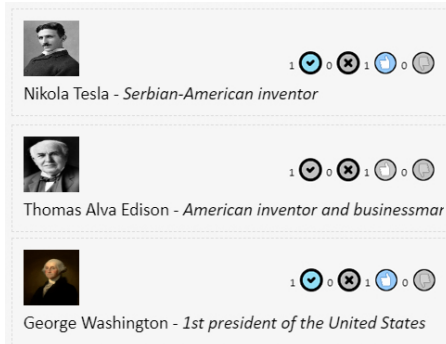 1 0 1 0
Nikola Tesla - Serbian-American inventor
1 0 1 0
Thomas Alva Edison - American inventor and businessman
1 0 1 0
George Washington - 1st president of the United States